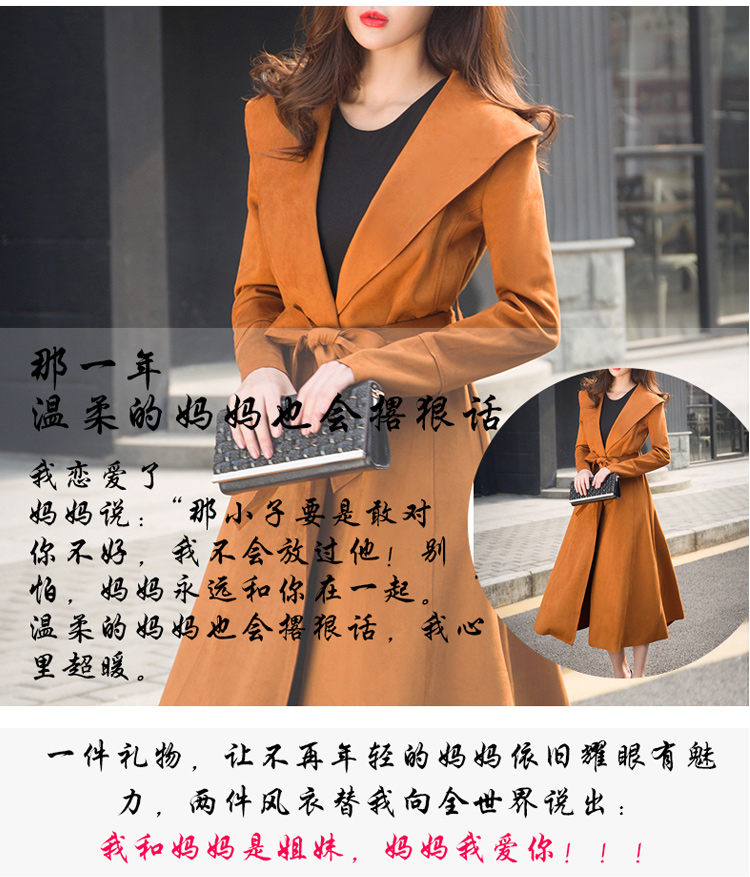 那一年
温柔的妈妈也会撂狠话
我恋爱了
妈妈说：“那小子要是敢对
你不好，我不会放过他！别
怕，妈妈永远和你在一起。
温柔的妈妈也会撂狠话，我心
里超暖。
一件礼物，让不再年轻的妈妈依旧耀眼有魅
力，两件风衣替我向全世界说出：
我和妈妈是姐妹，妈妈我爱你！！！